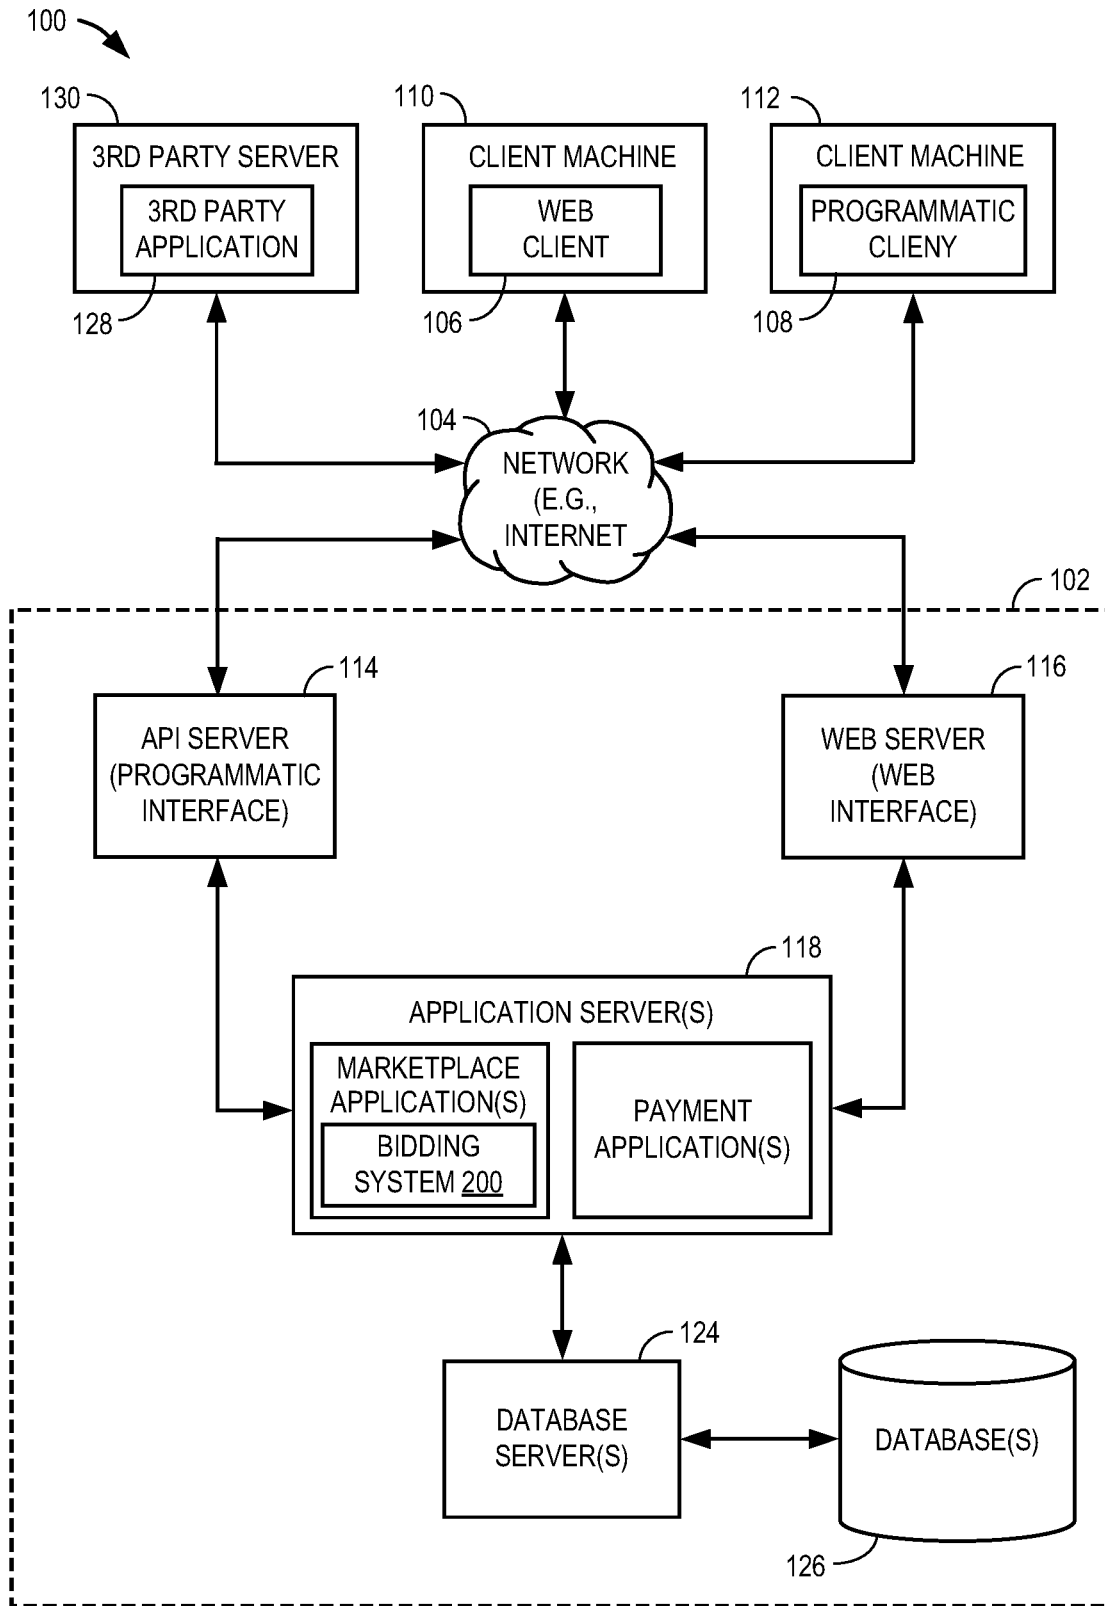 100
130
110
112
3RD PARTY SERVER
3RD PARTY
APPLICATION
128
CLIENT MACHINE
WEB
CLIENT
106
CLIENT MACHINE
PROGRAMMATIC
CLIENY
108
104
NETWORK
(E.G.,
INTERNET
102
114
API SERVER
(PROGRAMMATIC
INTERFACE)
116
WEB SERVER
(WEB
INTERFACE)
118
APPLICATION SERVER(S)
MARKETPLACE
APPLICATION(S)
BIDDING
SYSTEM 200
PAYMENT
APPLICATION(S)
124
DATABASE
SERVER(S)
DATABASE(S)
126